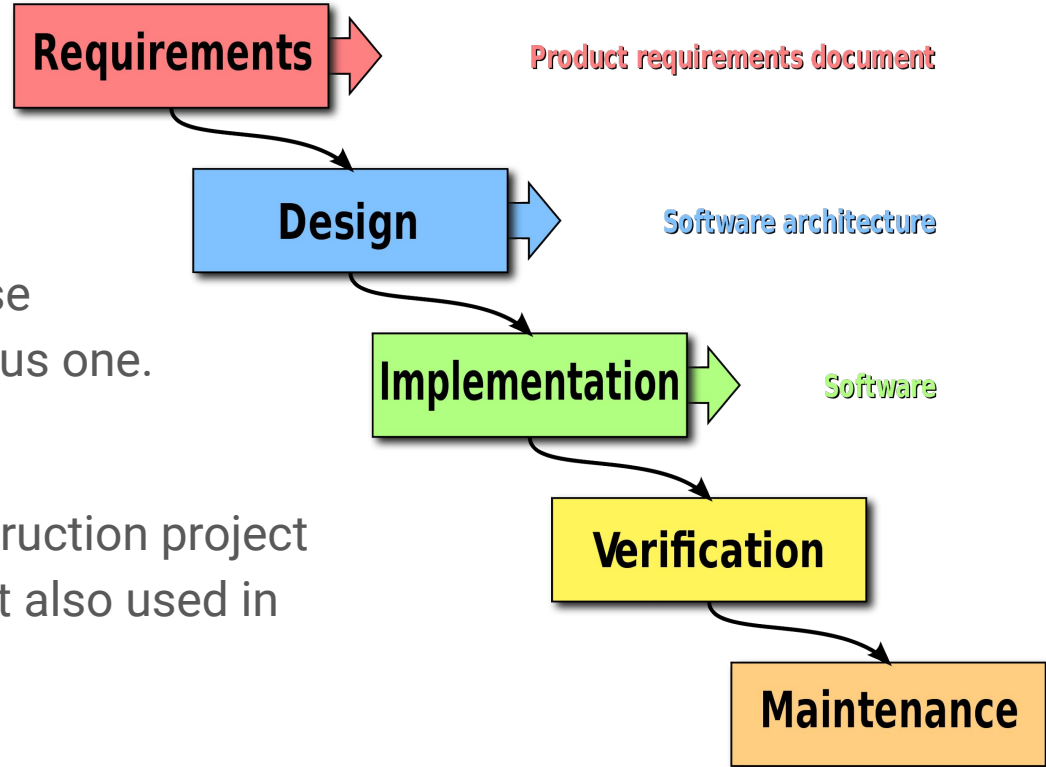 Requirements
Product requirements document
Design
Software architecture
se
us one.
Implementation
Software
ruction project
t also used in
Verification
Maintenance